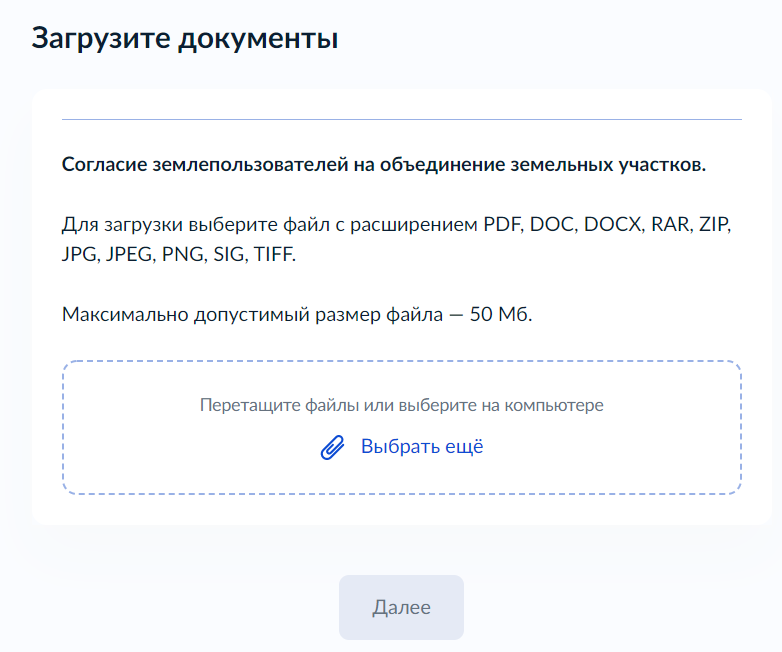 Загрузите документы
Согласие землепользователей на объединение земельных участков.
Для загрузки выберите файл с расширением PDF, DOC, DOCX, RAR, ZIP,
JPG, JPEG, PNG, SIG, TIFF.
Максимально допустимый размер файла — 50 Мб.
Перетащите файлы или выберите на компьютере
Выбрать ещё
Далее